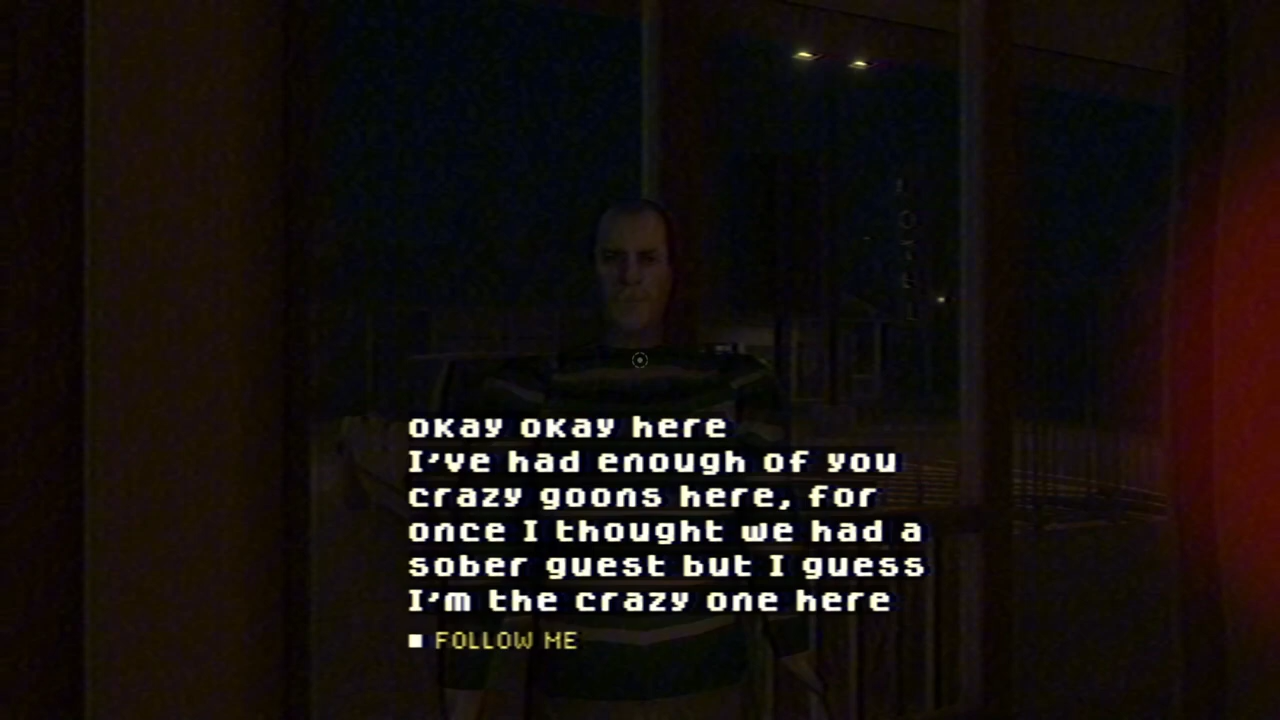 okay okay here
I've had enough of you
crazy goons here, for
once I thought we had a
sober guest but I guess
I'm the crazy one here
FOLLOW ME